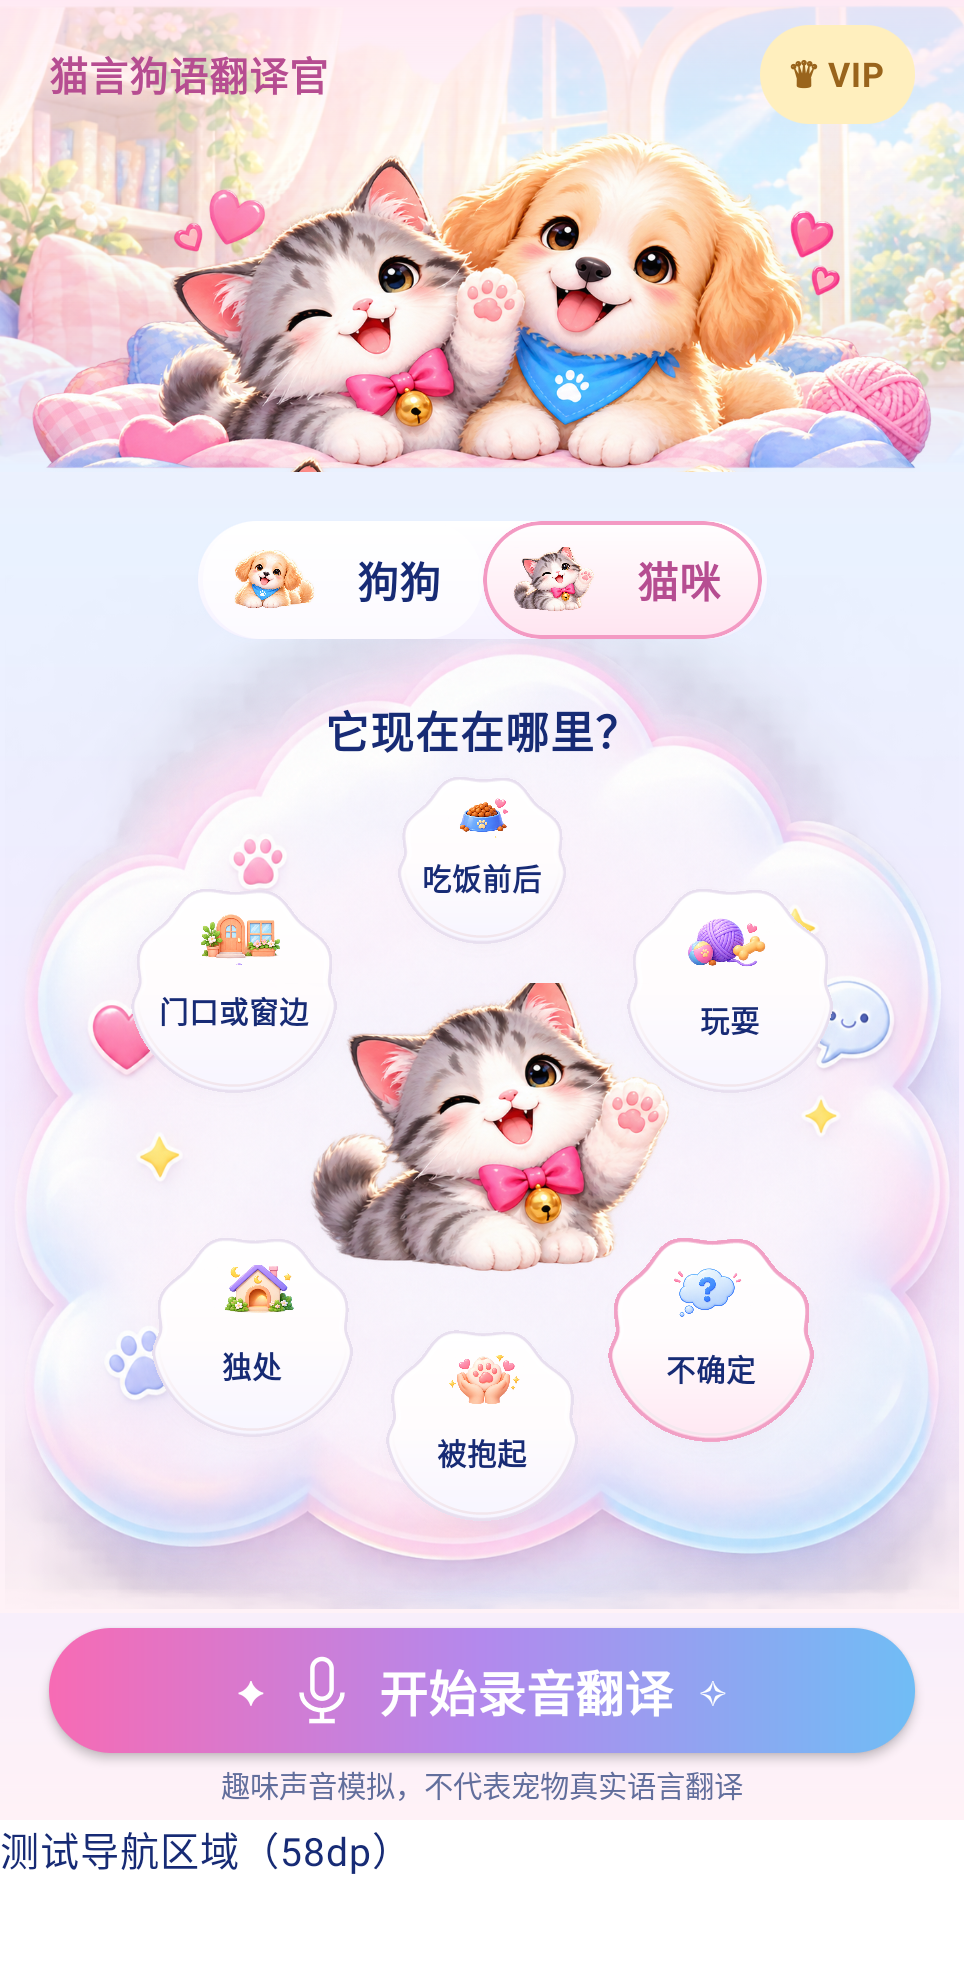 猫言狗语翻译官
♛ VIP
狗狗
猫咪
它现在在哪里？
吃饭前后
门口或窗边
玩耍
独处
不确定
被抱起
✦ 开始录音翻译 ✧
趣味声音模拟，不代表宠物真实语言翻译
测试导航区域（58dp）